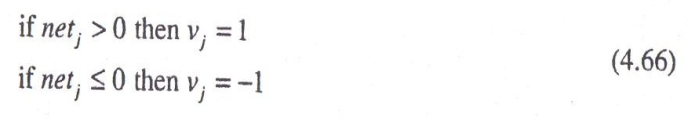 if net_j > 0 then v_j = 1
if net_j ≤ 0 then v_j = -1
(4.66)